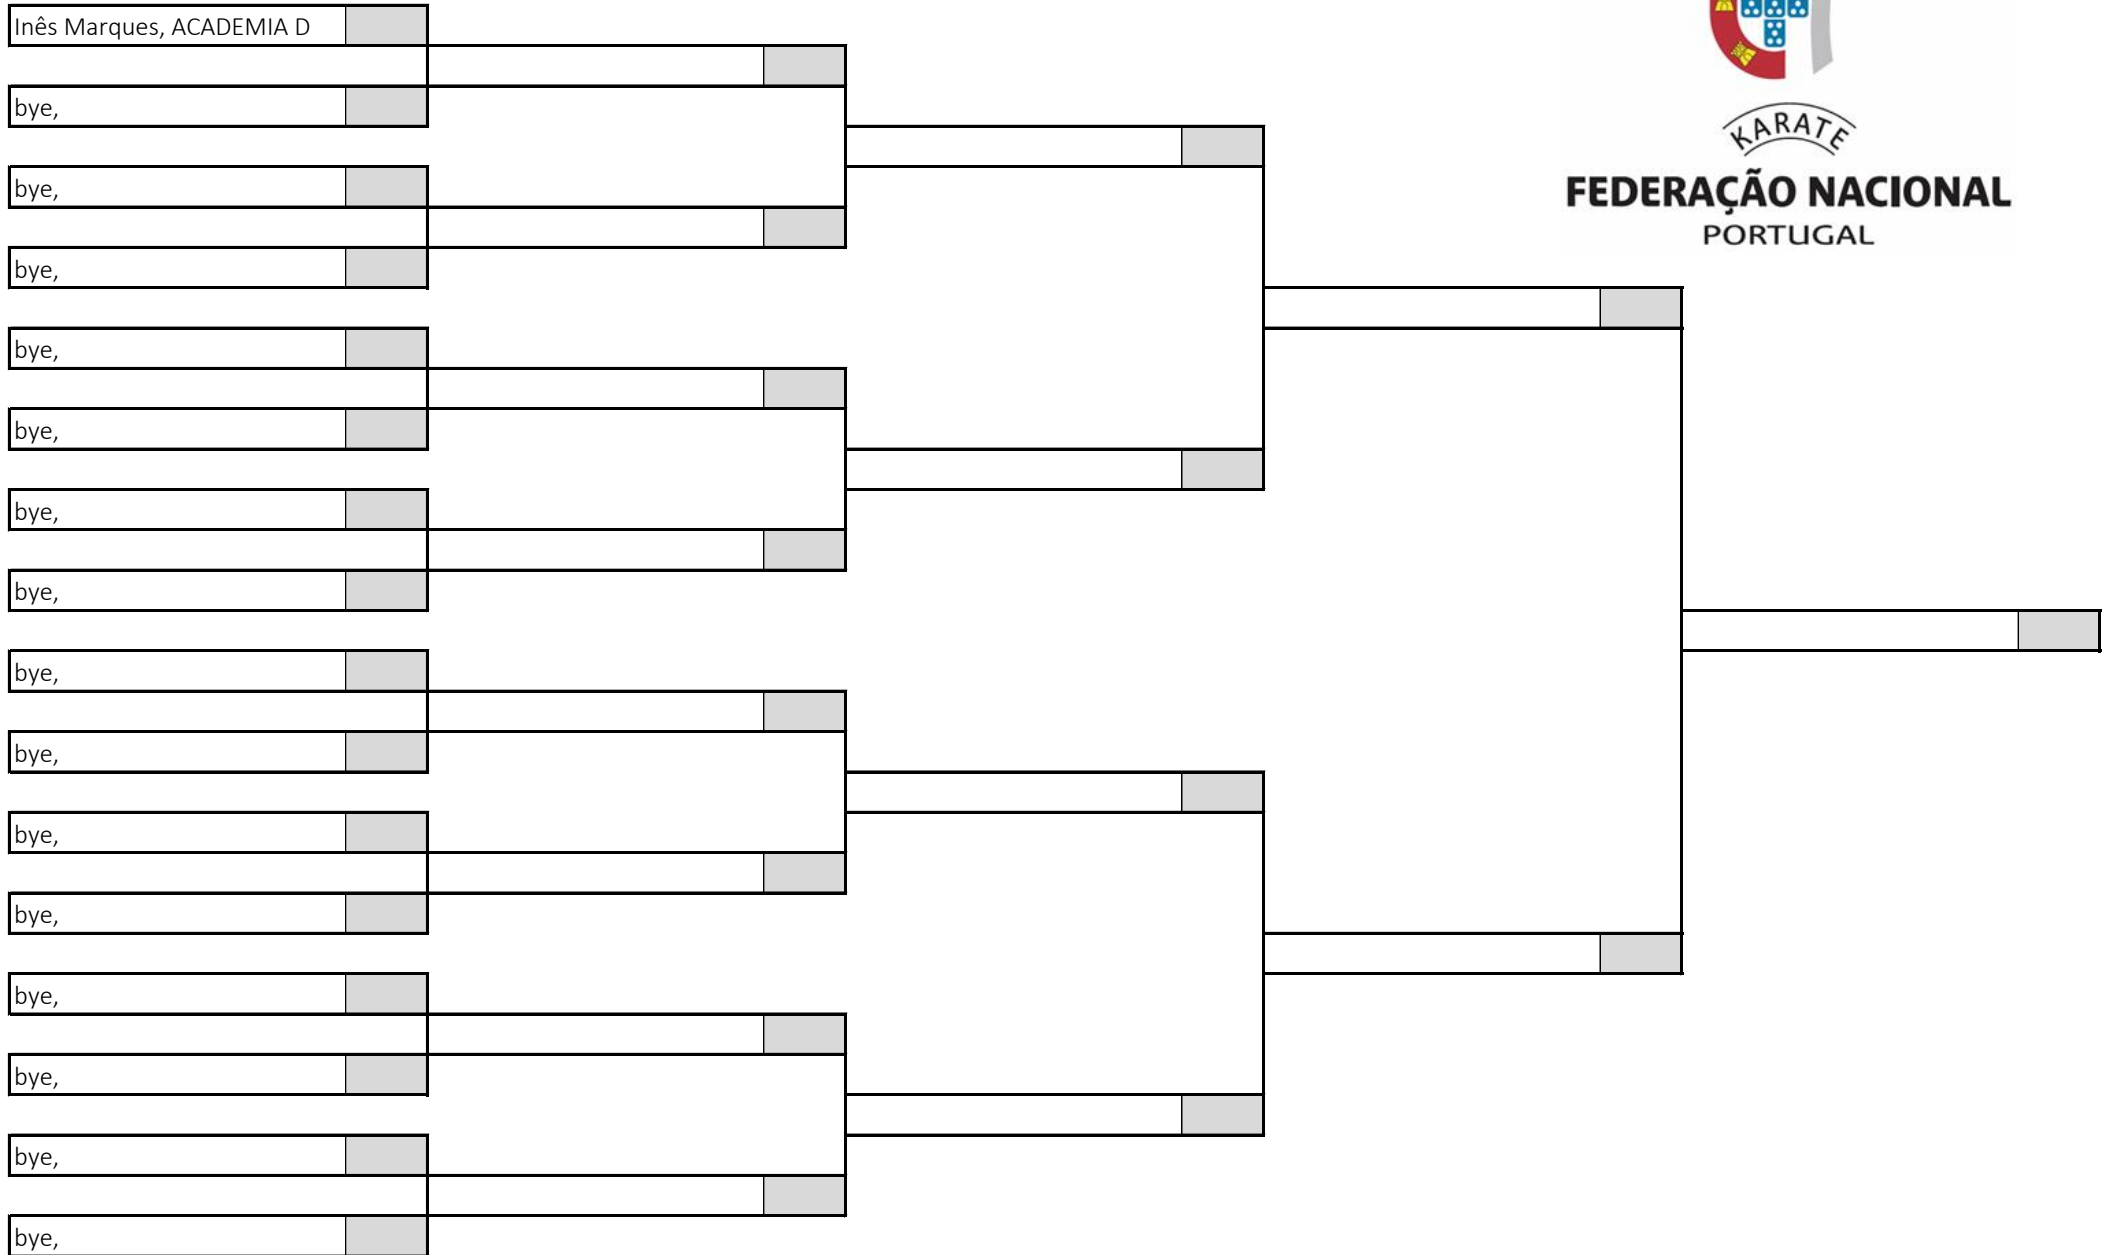 Inês Marques, ACADEMIA D
bye,
KARATE
bye,
FEDERAÇÃO NACIONAL
PORTUGAL
bye,
bye,
bye,
bye,
bye,
bye,
bye,
bye,
bye,
bye,
bye,
bye,
bye,